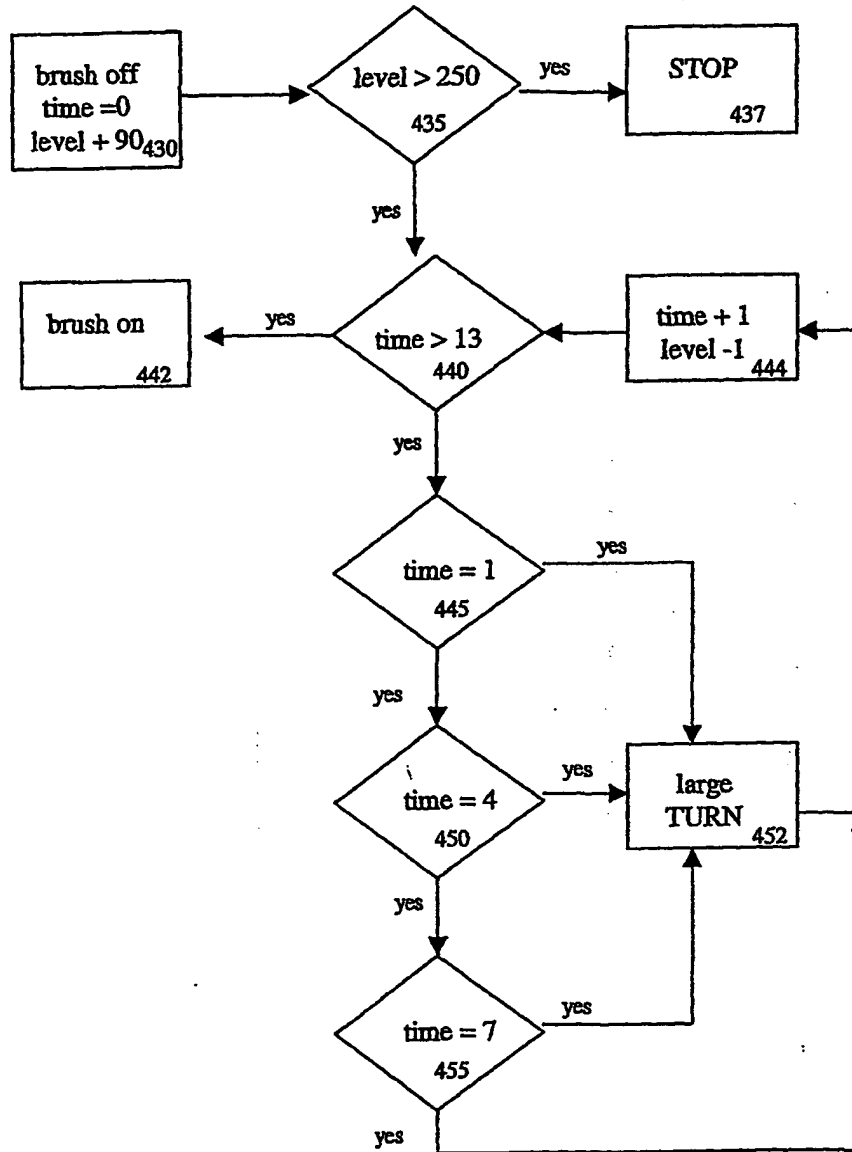 brush off
time =0
level + 90
430
level > 250
435
yes
STOP
437
yes
brush on
442
yes
time > 13
440
time + 1
level -1
444
yes
time = 1
445
yes
yes
time = 4
450
yes
large
TURN
452
yes
time = 7
455
yes
yes